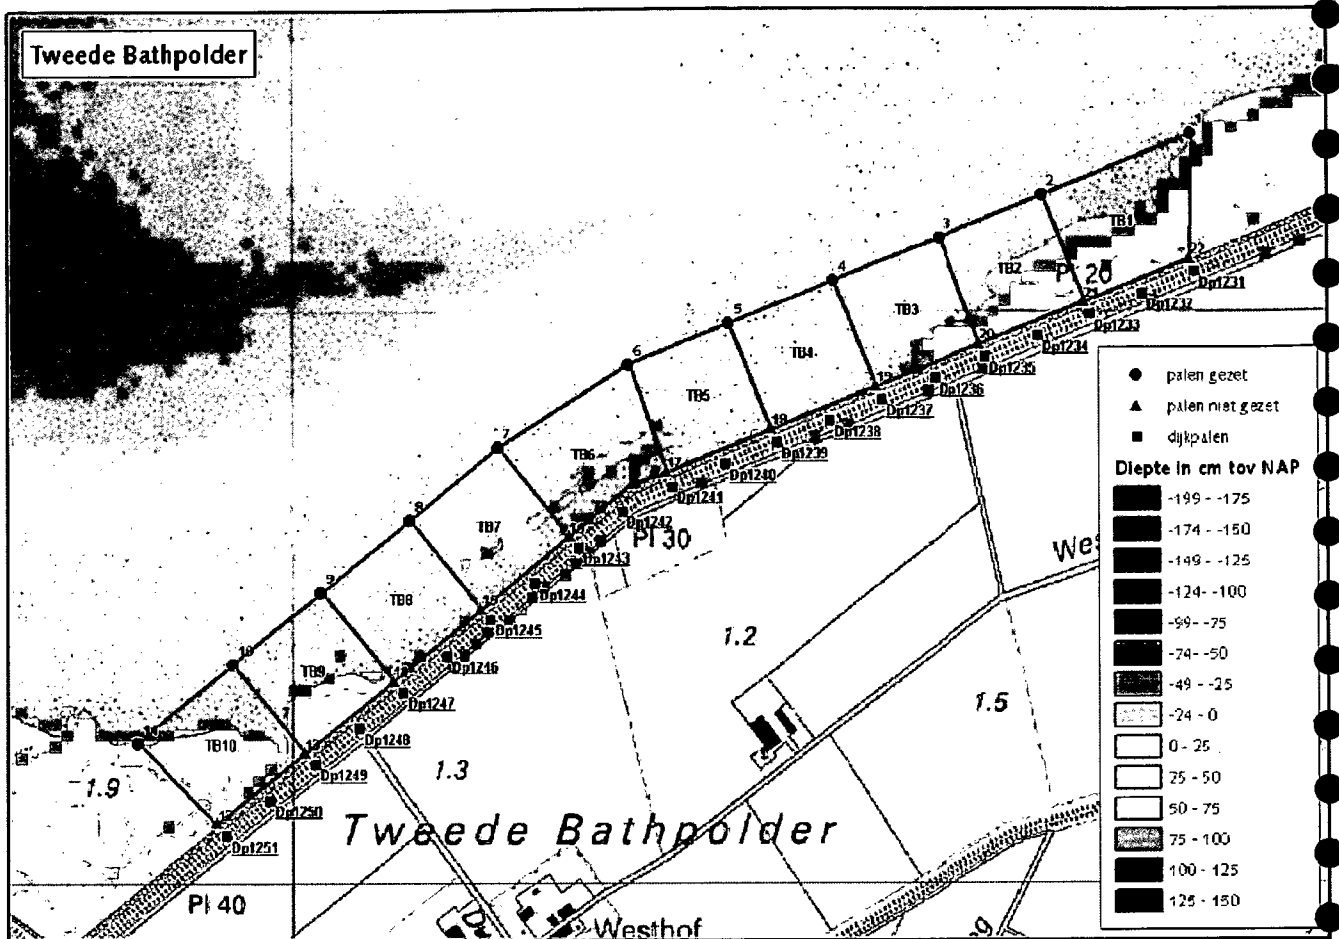 Tweede Bathpolder
2
3
4
5
6
7
8
9
10
TB1
TB2
TB3
TB4
TB5
TB6
TB7
TB8
TB9
TB10
22
21
20
19
18
17
16
15
14
13
12
Pl 20
Pl 30
Pl 40
Dp1231
Dp1232
Dp1233
Dp1234
Dp1235
Dp1236
Dp1237
Dp1238
Dp1239
Dp1240
Dp1241
Dp1242
Dp1243
Dp1244
Dp1245
Dp1246
Dp1247
Dp1248
Dp1249
Dp1250
Dp1251
1.2
1.3
1.5
1.9
Tweede Bathpolder
Westhof
palen gezet
palen niet gezet
dijkpalen
Diepte in cm tov NAP
-199 - -175
-174 - -150
-149 - -125
-124 - -100
-99 - -75
-74 - -50
-49 - -25
-24 - 0
0 - 25
25 - 50
50 - 75
75 - 100
100 - 125
125 - 150